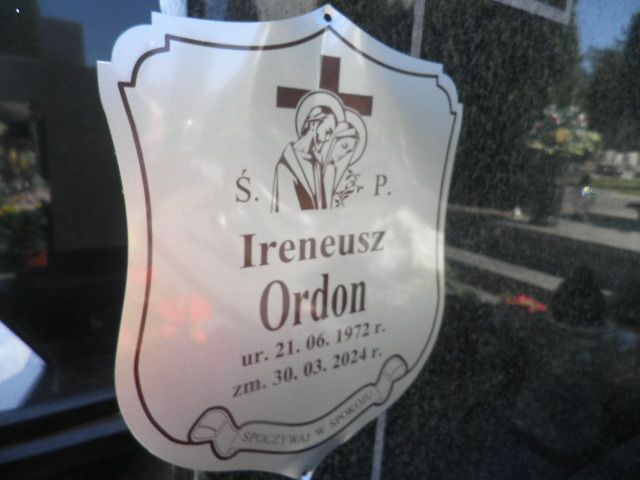 Ś. P.
Ireneusz
Ordon
ur. 21. 06. 1972 r.
zm. 30. 03. 2024 r.
SPOCZYWAJ W SPOKOJU